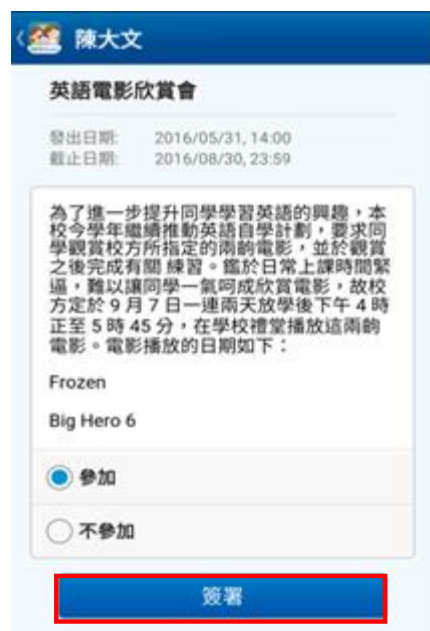 陳大文
英語電影欣賞會
發出日期: 2016/05/31, 14:00
截止日期: 2016/08/30, 23:59
為了進一步提升同學學習英語的興趣，本
校今學年繼續推動英語自學計劃，要求同
學觀賞校方所指定的兩齣電影，並於觀賞
之後完成有關 練習。鑑於日常上課時間緊
逼，難以讓同學一氣呵成欣賞電影，故校
方定於 9 月 7 日一連兩天放學後下午 4 時
正至 5 時 45 分，在學校禮堂播放這兩齣
電影。電影播放的日期如下：
Frozen
Big Hero 6
參加
不參加
簽署